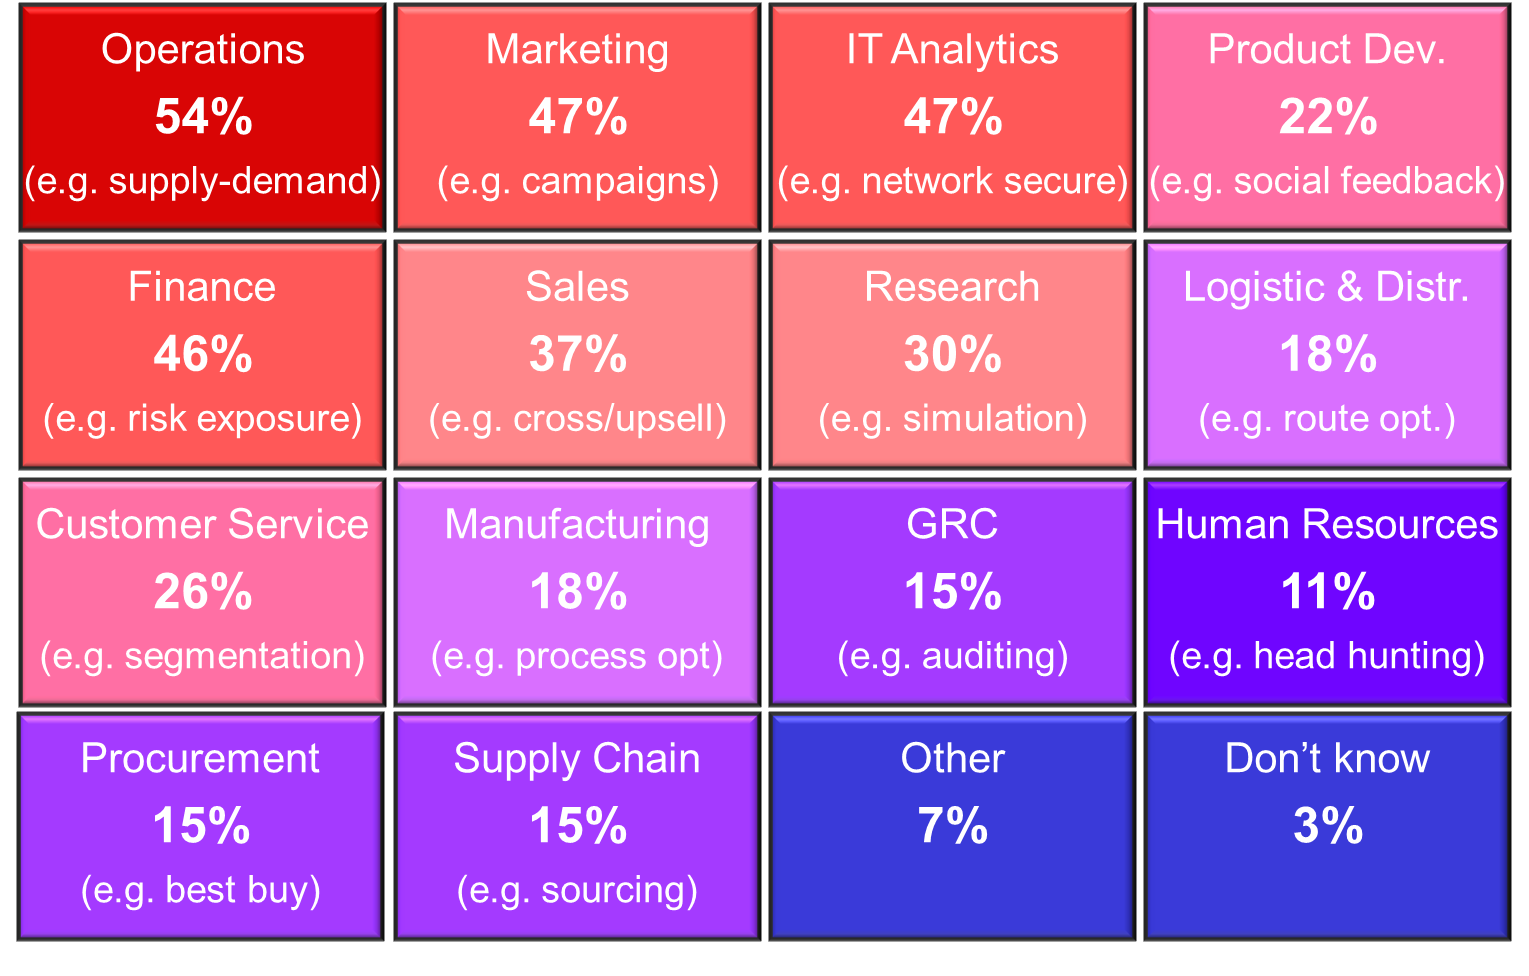 Operations
54%
(e.g. supply-demand)
Marketing
47%
(e.g. campaigns)
IT Analytics
47%
(e.g. network secure)
Product Dev.
22%
(e.g. social feedback)
Finance
46%
(e.g. risk exposure)
Sales
37%
(e.g. cross/upsell)
Research
30%
(e.g. simulation)
Logistic & Distr.
18%
(e.g. route opt.)
Customer Service
26%
(e.g. segmentation)
Manufacturing
18%
(e.g. process opt)
GRC
15%
(e.g. auditing)
Human Resources
11%
(e.g. head hunting)
Procurement
15%
(e.g. best buy)
Supply Chain
15%
(e.g. sourcing)
Other
7%
Don’t know
3%